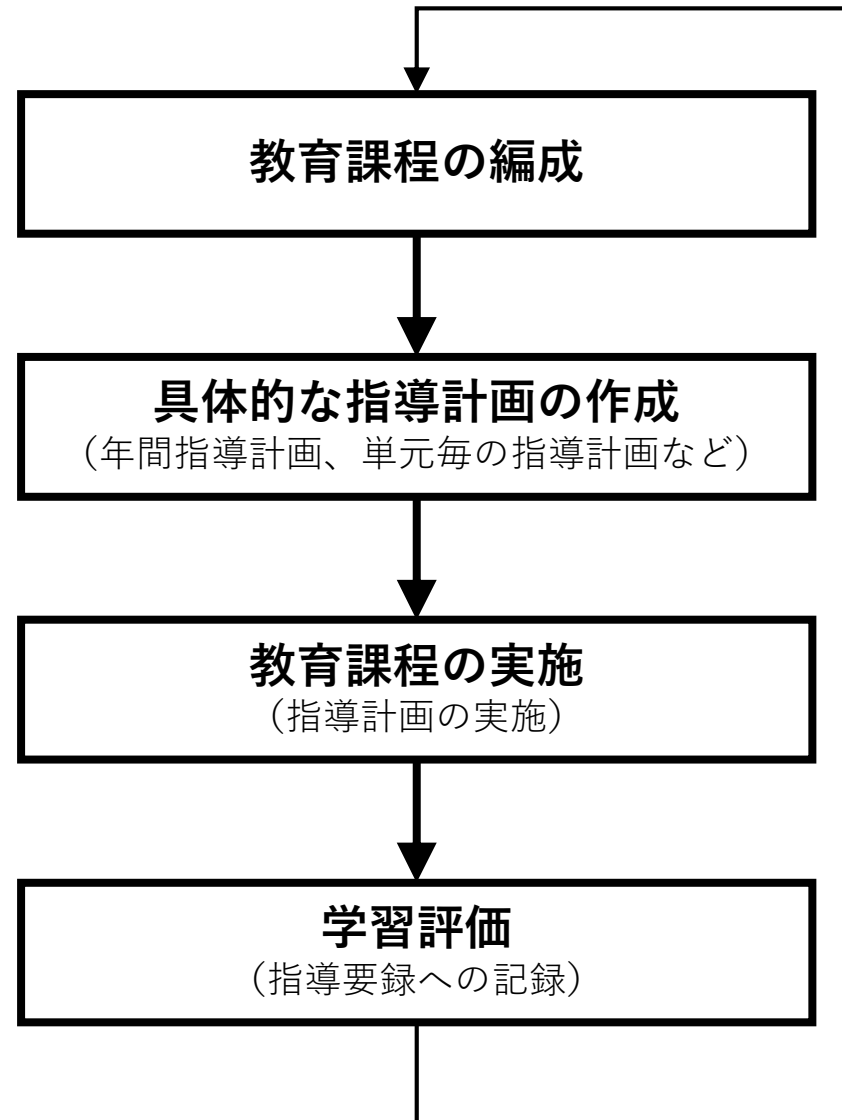 教育課程の編成
具体的な指導計画の作成
（年間指導計画、単元毎の指導計画など）
教育課程の実施
（指導計画の実施）
学習評価
（指導要録への記録）